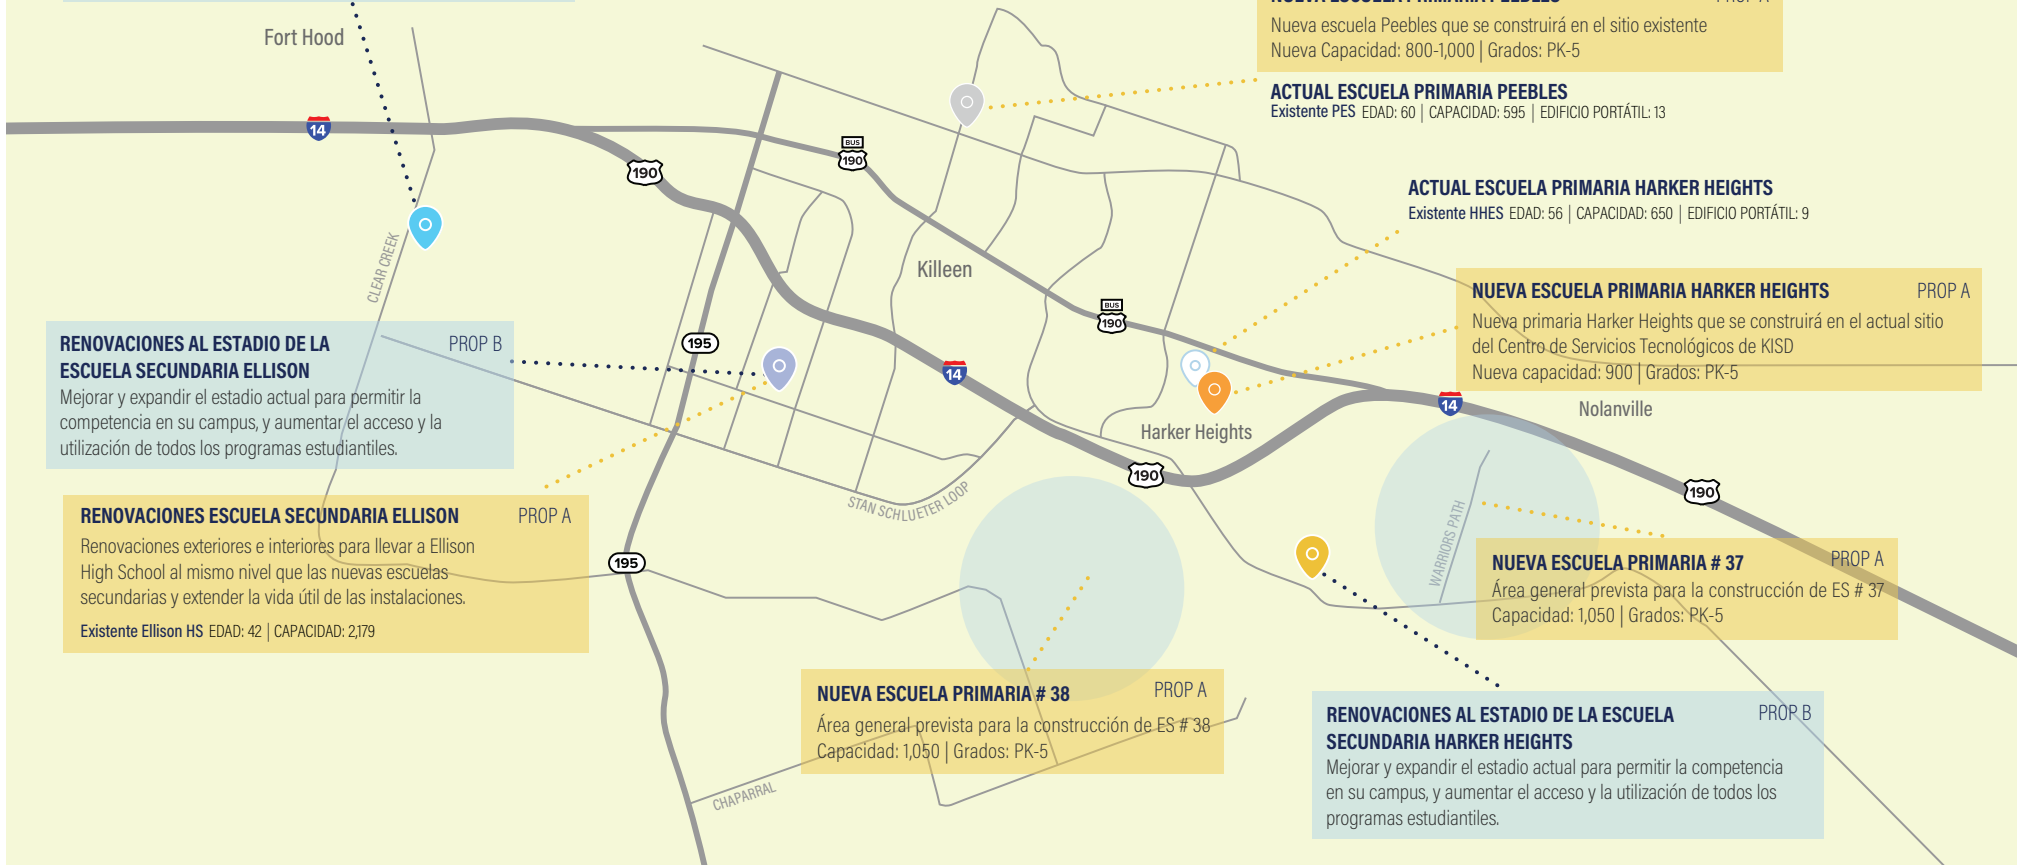 NUEVA ESCUELA PRIMARIA PEEBLES PROP A
Nueva escuela Peebles que se construirá en el sitio existente
Nueva Capacidad: 800-1,000 | Grados: PK-5
Fort Hood
ACTUAL ESCUELA PRIMARIA PEEBLES
Existente PES EDAD: 60 | CAPACIDAD: 595 | EDIFICIO PORTÁTIL: 13
14
190
BUS
190
ACTUAL ESCUELA PRIMARIA HARKER HEIGHTS
Existente HHES EDAD: 56 | CAPACIDAD: 650 | EDIFICIO PORTÁTIL: 9
CLEAR CREEK
Killeen
NUEVA ESCUELA PRIMARIA HARKER HEIGHTS PROP A
Nueva primaria Harker Heights que se construirá en el actual sitio
del Centro de Servicios Tecnológicos de KISD
Nueva capacidad: 900 | Grados: PK-5
BUS
190
RENOVACIONES AL ESTADIO DE LA PROP B
ESCUELA SECUNDARIA ELLISON
Mejorar y expandir el estadio actual para permitir la
competencia en su campus, y aumentar el acceso y la
utilización de todos los programas estudiantiles.
195
14
14
Nolanville
Harker Heights
190
190
STAN SCHLUETER LOOP
RENOVACIONES ESCUELA SECUNDARIA ELLISON PROP A
Renovaciones exteriores e interiores para llevar a Ellison
High School al mismo nivel que las nuevas escuelas
secundarias y extender la vida útil de las instalaciones.
Existente Ellison HS EDAD: 42 | CAPACIDAD: 2,179
195
WARRIORS PATH
NUEVA ESCUELA PRIMARIA # 37 PROP A
Área general prevista para la construcción de ES # 37
Capacidad: 1,050 | Grados: PK-5
NUEVA ESCUELA PRIMARIA # 38 PROP A
Área general prevista para la construcción de ES # 38
Capacidad: 1,050 | Grados: PK-5
RENOVACIONES AL ESTADIO DE LA ESCUELA PROP B
SECUNDARIA HARKER HEIGHTS
Mejorar y expandir el estadio actual para permitir la competencia
en su campus, y aumentar el acceso y la utilización de todos los
programas estudiantiles.
CHAPARRAL